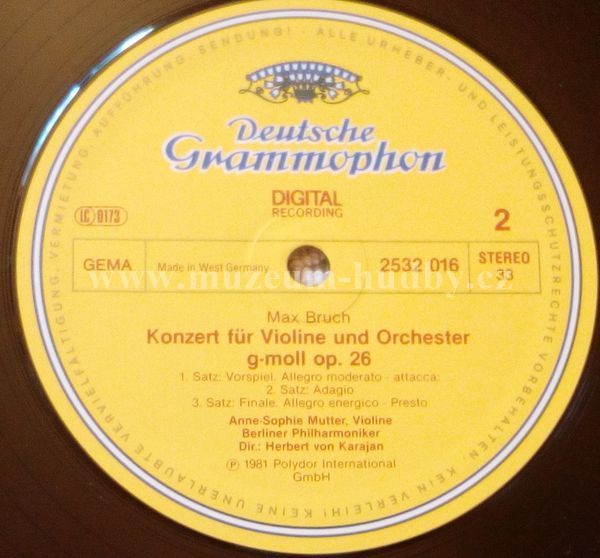 ALLE URHEBER- UND LEISTUNGSSCHUTZRECHTE VORBEHALTEN · KEIN VERLEIH! KEINE UNERLAUBTE VERVIELFÄLTIGUNG, VERMIETUNG, AUFFÜHRUNG, SENDUNG! ·
Deutsche
Grammophon
DIGITAL
RECORDING
LC 0173
2
GEMA
Made in West Germany
2532 016
STEREO
33
www.muzeum-hudby.cz
Max Bruch
Konzert für Violine und Orchester
g-moll op. 26
1. Satz: Vorspiel. Allegro moderato - attacca:
2. Satz: Adagio
3. Satz: Finale. Allegro energico - Presto
Anne-Sophie Mutter, Violine
Berliner Philharmoniker
Dir.: Herbert von Karajan
Ⓟ 1981 Polydor International
GmbH